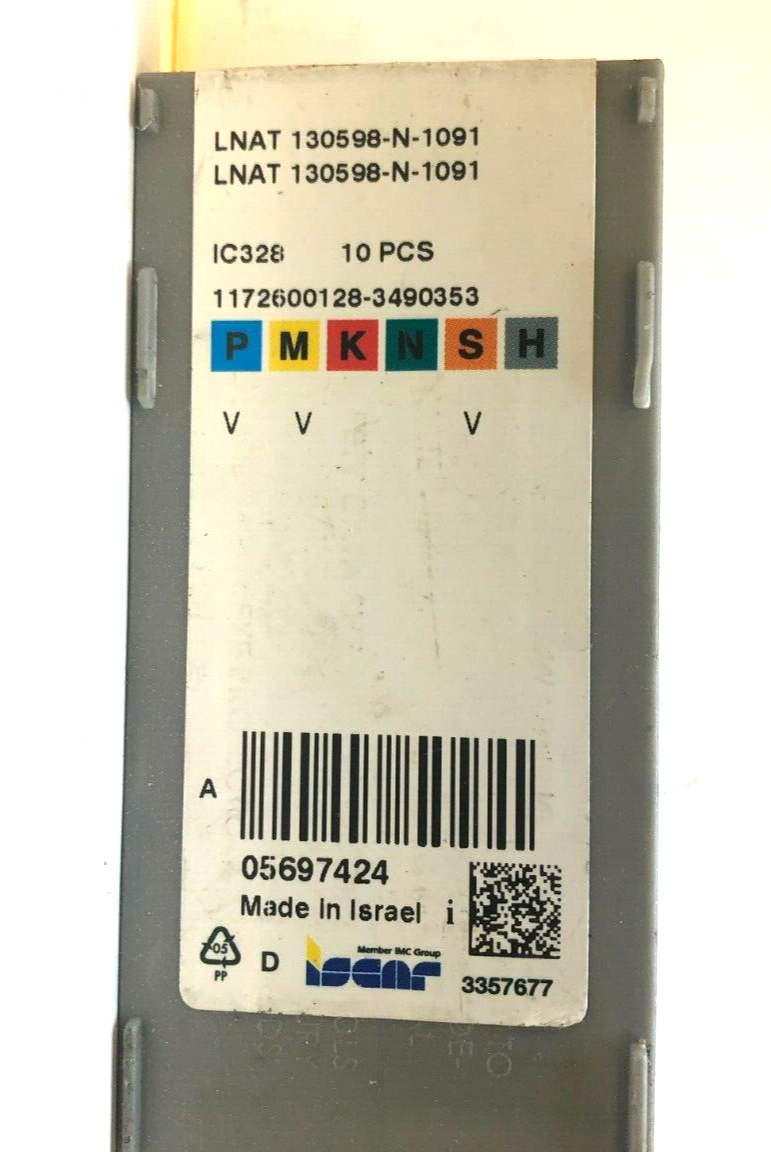 LNAT 130598-N-1091
LNAT 130598-N-1091
IC328 10 PCS
1172600128-3490353
P M K N S H
V V V
A
05697424
Made in Israel i
05
PP
D
Member IMC Group
iscar
3357677